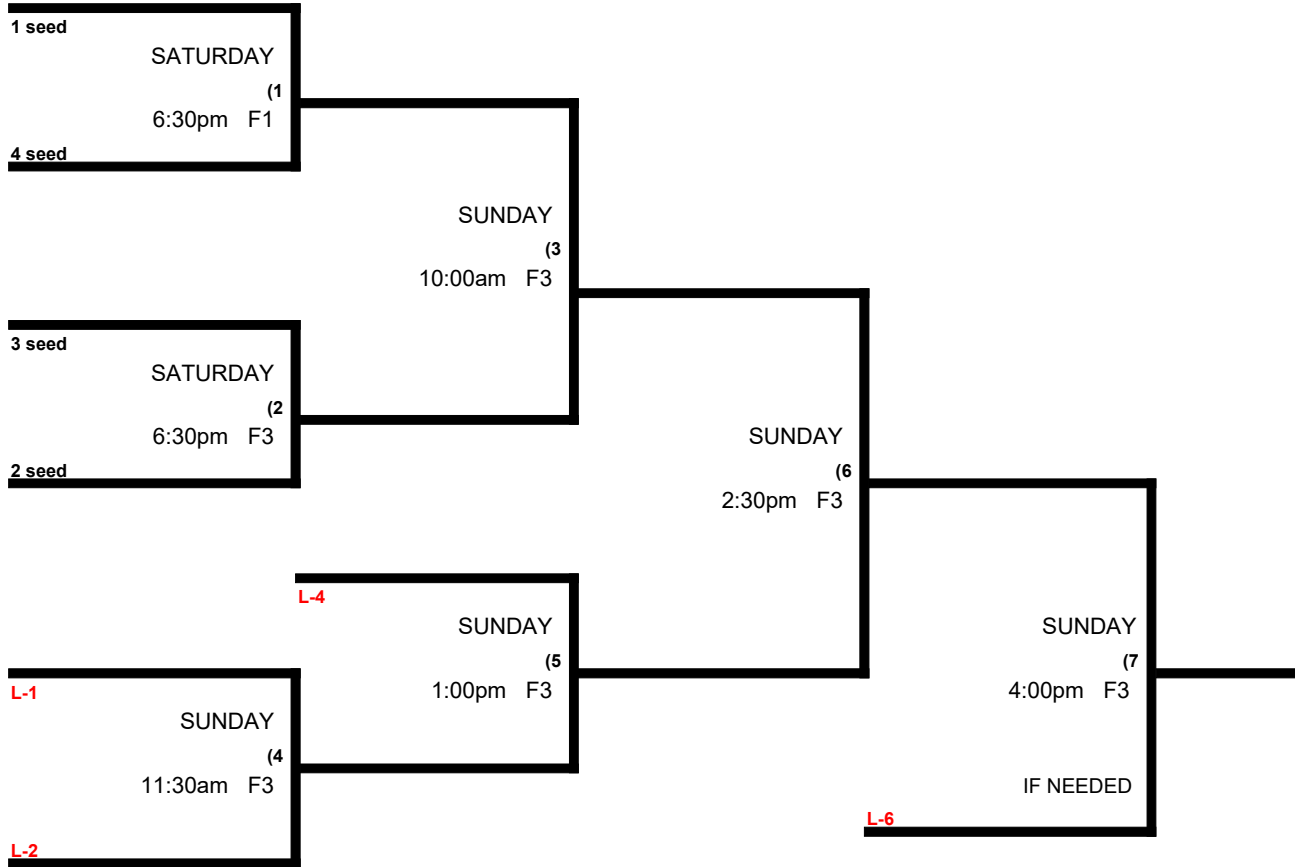 1 seed
SATURDAY
(1
6:30pm F1
4 seed
SUNDAY
(3
10:00am F3
3 seed
SATURDAY
(2
6:30pm F3
2 seed
SUNDAY
(6
2:30pm F3
L-4
SUNDAY
(5
1:00pm F3
L-1
SUNDAY
(4
11:30am F3
L-2
SUNDAY
(7
4:00pm F3
IF NEEDED
L-6